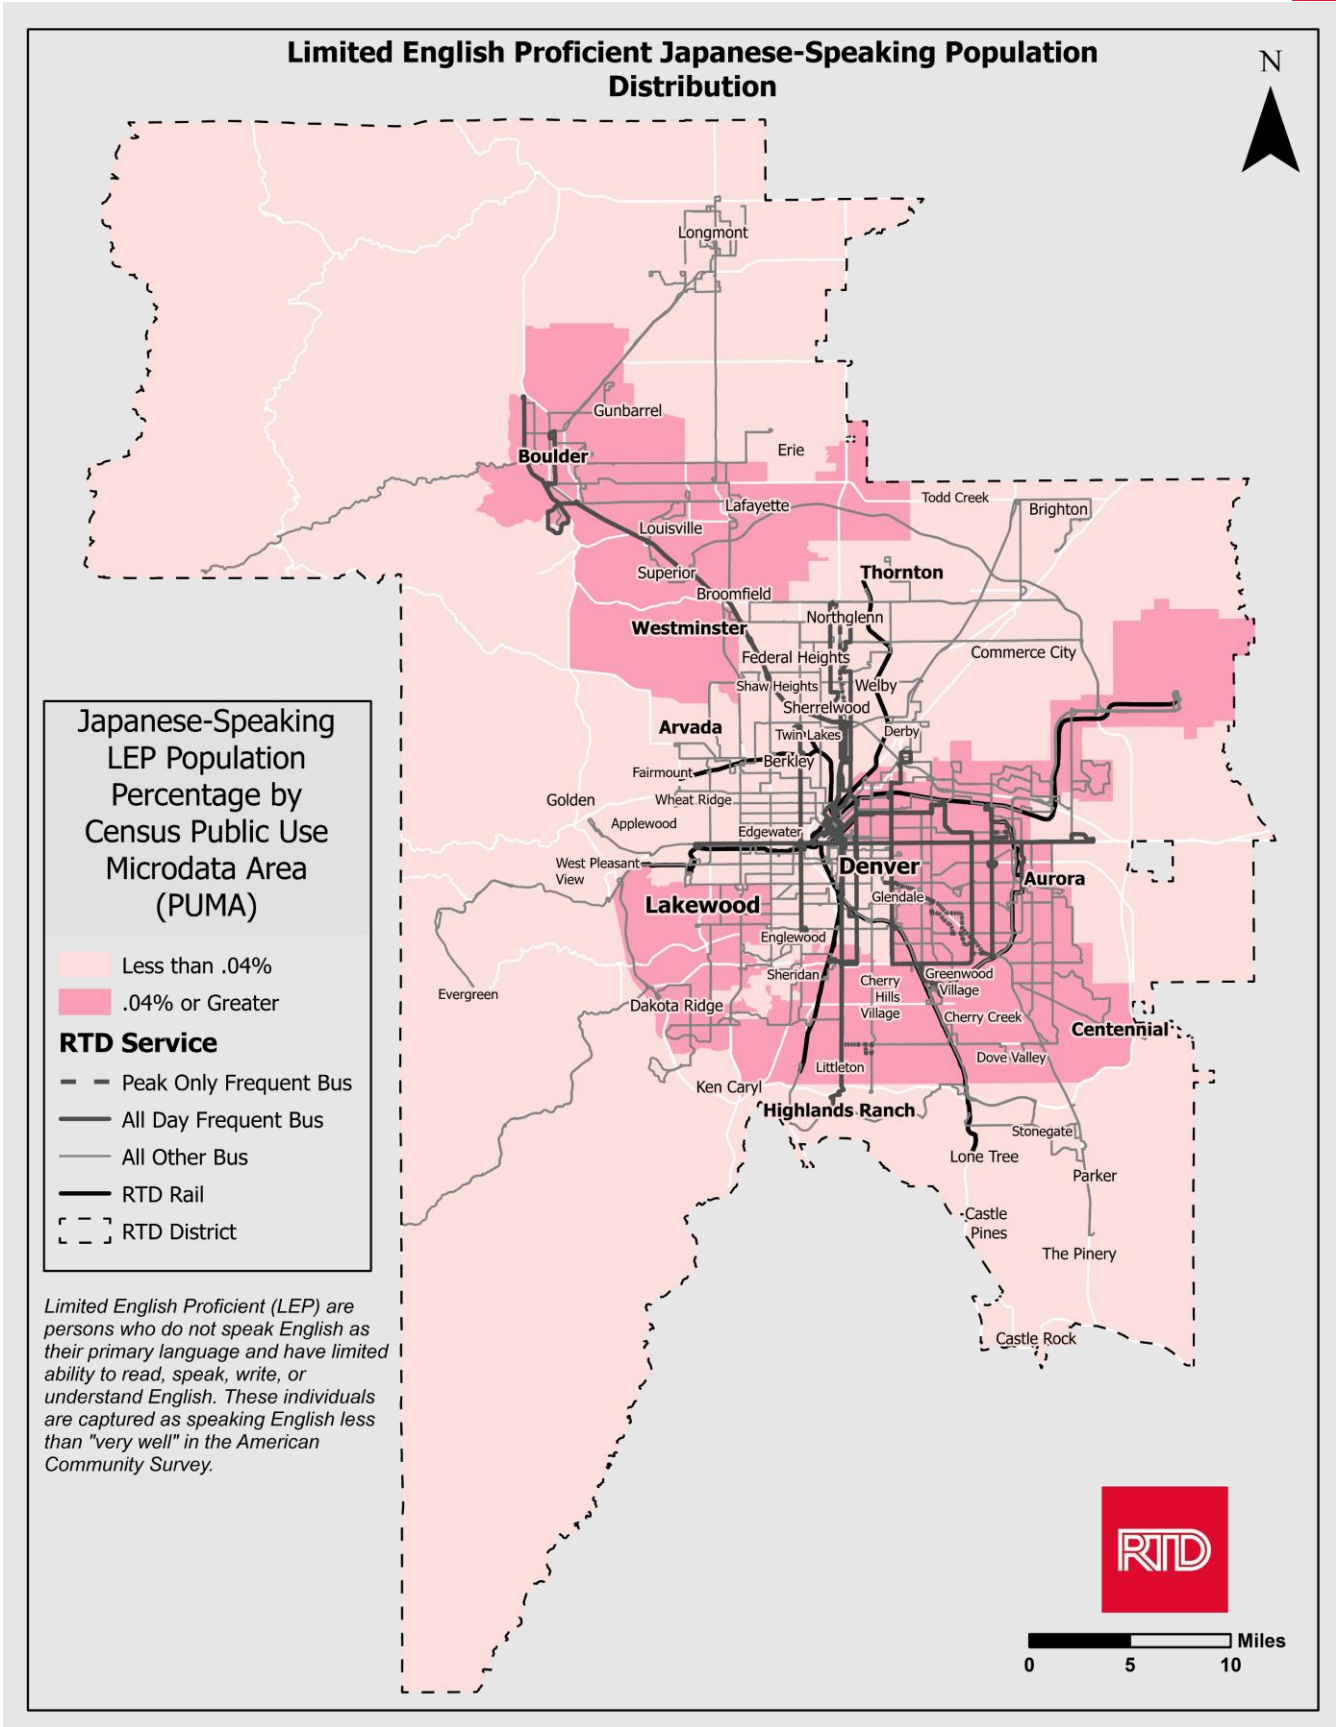 Limited English Proficient Japanese-Speaking Population
Distribution
N
Longmont
Gunbarrel
Boulder
Erie
Lafayette
Todd Creek
Brighton
Louisville
Superior
Thornton
Broomfield
Northglenn
Westminster
Federal Heights
Commerce City
Shaw Heights
Welby
Sherrelwood
Arvada
Twin Lakes
Derby
Berkley
Fairmount
Golden
Wheat Ridge
Applewood
Edgewater
West Pleasant
View
Denver
Aurora
Glendale
Lakewood
Englewood
Sheridan
Greenwood
Village
Cherry
Hills
Village
Evergreen
Dakota Ridge
Cherry Creek
Centennial
Dove Valley
Littleton
Ken Caryl
Highlands Ranch
Stonegate
Lone Tree
Parker
Castle
Pines
The Pinery
Castle Rock
Japanese-Speaking
LEP Population
Percentage by
Census Public Use
Microdata Area
(PUMA)
Less than .04%
.04% or Greater
RTD Service
Peak Only Frequent Bus
All Day Frequent Bus
All Other Bus
RTD Rail
RTD District
Limited English Proficient (LEP) are
persons who do not speak English as
their primary language and have limited
ability to read, speak, write, or
understand English. These individuals
are captured as speaking English less
than "very well" in the American
Community Survey.
RTD
Miles
0 5 10